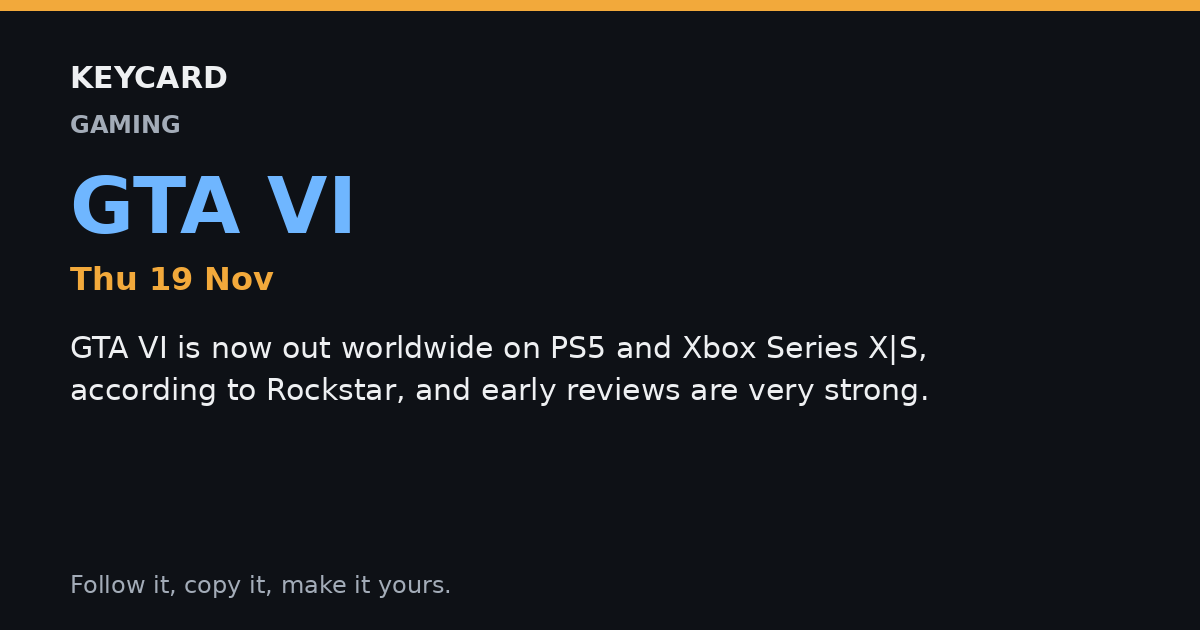 KEYCARD
GAMING
GTA VI
Thu 19 Nov
GTA VI is now out worldwide on PS5 and Xbox Series X|S,
according to Rockstar, and early reviews are very strong.
Follow it, copy it, make it yours.